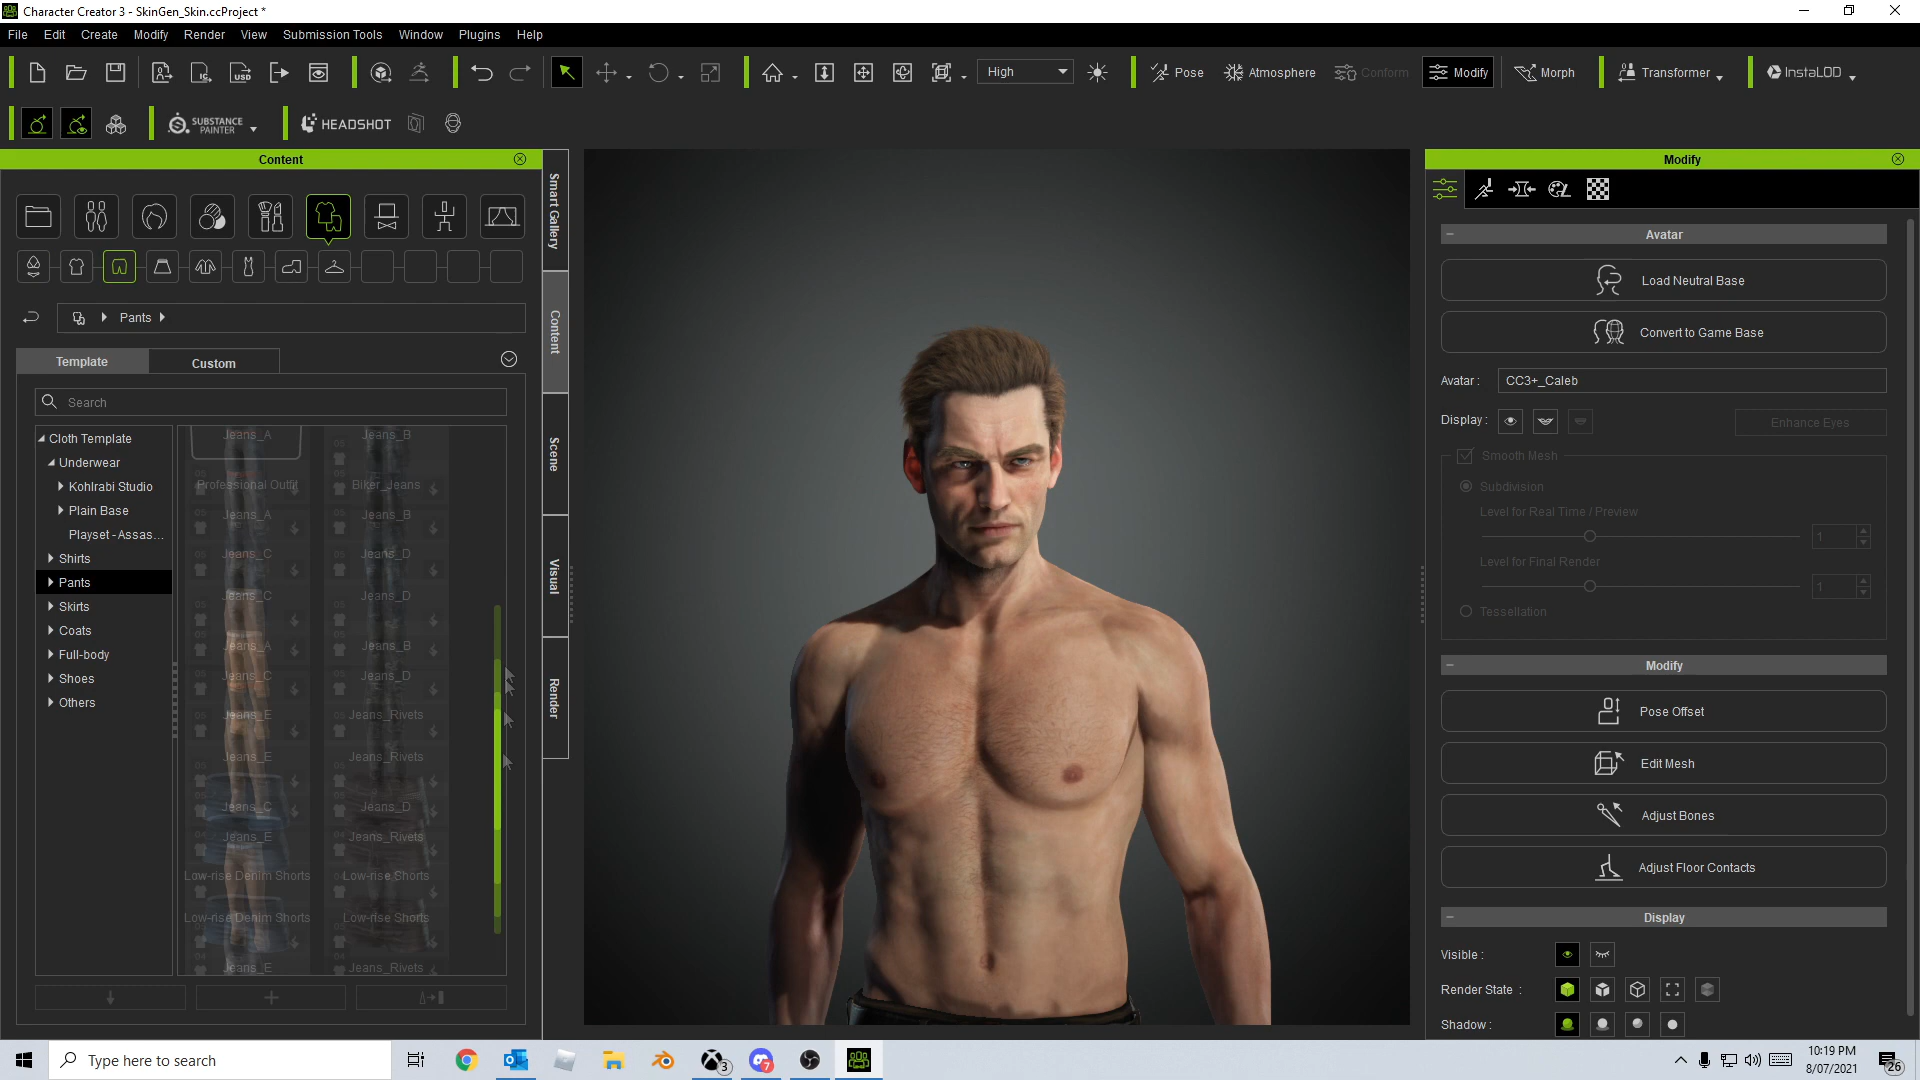 Character Creator 3 - SkinGen_Skin.ccProject *
File Edit Create Modify Render View Submission Tools Window Plugins Help
High Pose Atmosphere Conform Modify Morph Transformer InstaLOD
SUBSTANCE PAINTER HEADSHOT
Content
Smart Gallery
Content
Scene
Visual
Render
Pants
Template Custom
Search
Cloth Template
Underwear
Kohlrabi Studio
Plain Base
Playset - Assas...
Shirts
Pants
Skirts
Coats
Full-body
Shoes
Others
Jeans_A Jeans_B
Professional Outfit Biker_Jeans
Jeans_A Jeans_B
Jeans_C Jeans_D
Jeans_C Jeans_D
Jeans_A Jeans_B
Jeans_C Jeans_D
Jeans_E Jeans_Rivets
Jeans_E Jeans_Rivets
Jeans_C Jeans_D
Jeans_E Jeans_Rivets
Low-rise Denim Shorts Low-rise Shorts
Low-rise Denim Shorts Low-rise Shorts
Jeans_E Jeans_Rivets
Modify
Avatar
Load Neutral Base
Convert to Game Base
Avatar : CC3+_Caleb
Display : Enhance Eyes
Smooth Mesh
Subdivision
Level for Real Time / Preview
1
Level for Final Render
1
Tessellation
Modify
Pose Offset
Edit Mesh
Adjust Bones
Adjust Floor Contacts
Display
Visible :
Render State :
Shadow :
Type here to search
3
7
10:19 PM
8/07/2021
26